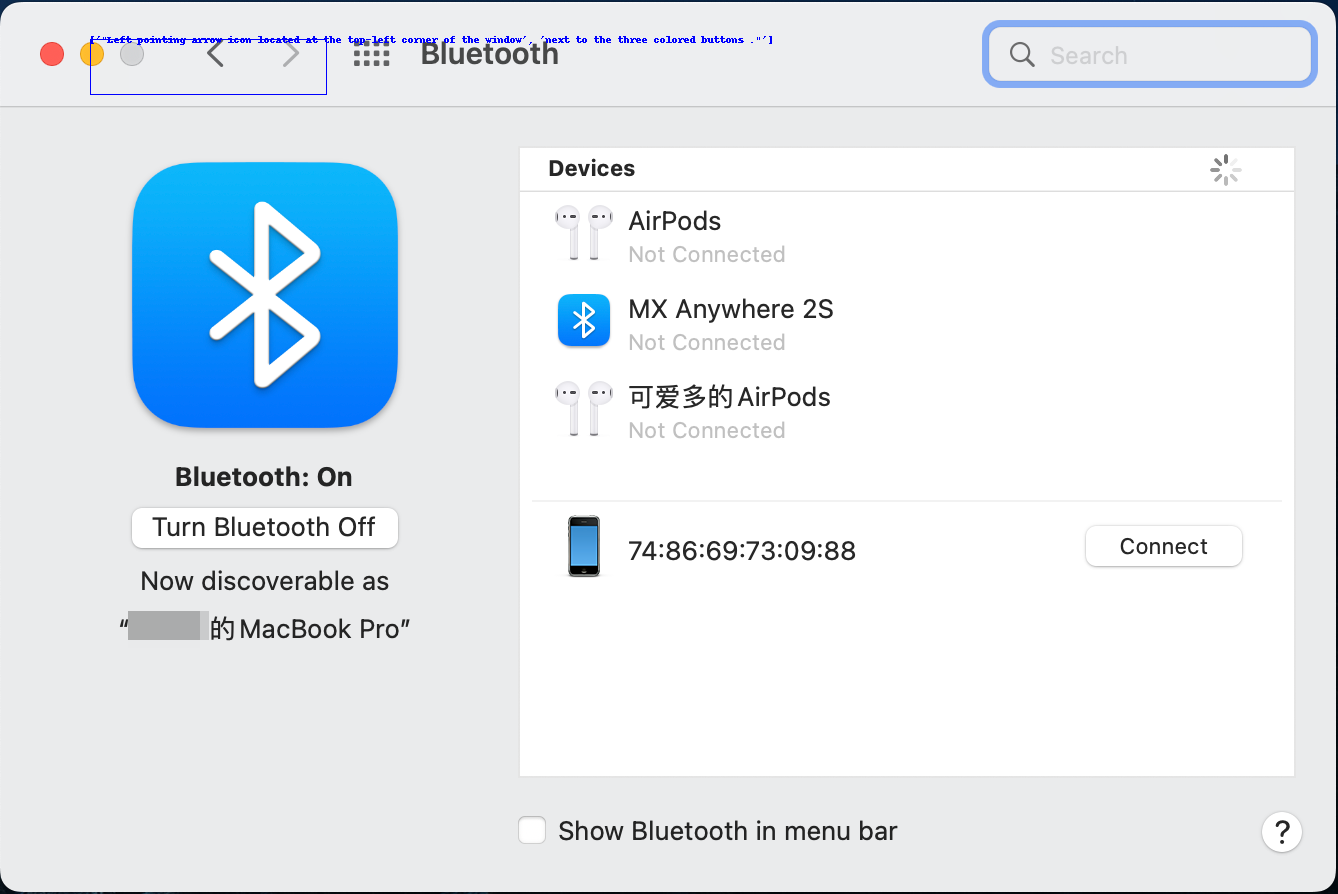 ['"Left pointing arrow icon located at the top-left corner of the window', 'next to the three colored buttons ."']
Bluetooth
Search
Devices
AirPods
Not Connected
MX Anywhere 2S
Not Connected
可爱多的AirPods
Not Connected
Bluetooth: On
Turn Bluetooth Off
Now discoverable as
“的MacBook Pro”
74:86:69:73:09:88
Connect
Show Bluetooth in menu bar
?